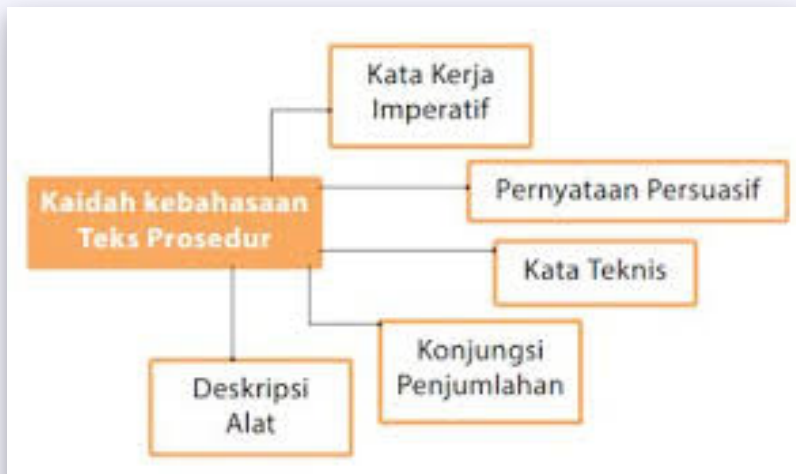 Kata Kerja
Imperatif
Kaidah kebahasaan
Teks Prosedur
Pernyataan Persuasif
Kata Teknis
Konjungsi
Penjumlahan
Deskripsi
Alat